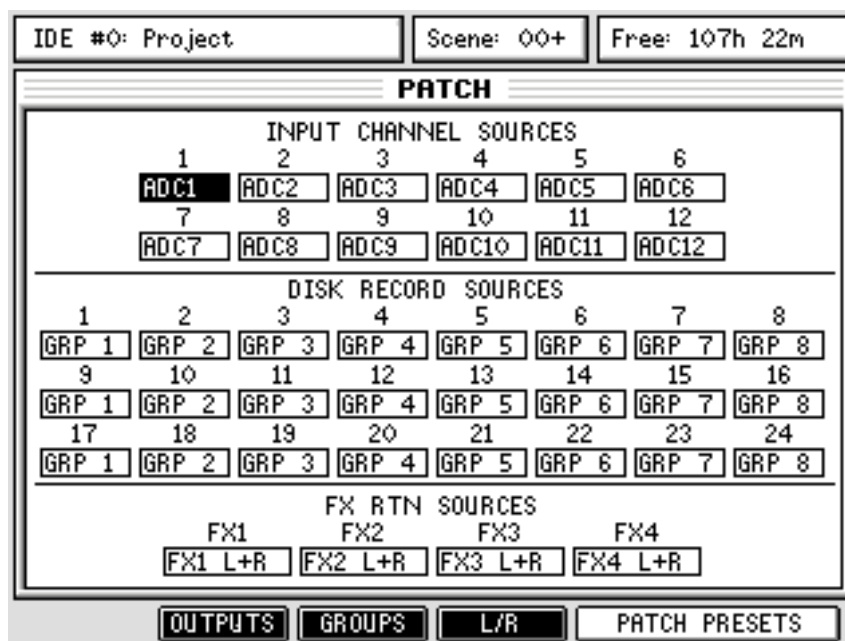 IDE #0: Project Scene: 00+ Free: 107h 22m
PATCH
INPUT CHANNEL SOURCES
1 2 3 4 5 6
ADC1 ADC2 ADC3 ADC4 ADC5 ADC6
7 8 9 10 11 12
ADC7 ADC8 ADC9 ADC10 ADC11 ADC12
DISK RECORD SOURCES
1 2 3 4 5 6 7 8
GRP 1 GRP 2 GRP 3 GRP 4 GRP 5 GRP 6 GRP 7 GRP 8
9 10 11 12 13 14 15 16
GRP 1 GRP 2 GRP 3 GRP 4 GRP 5 GRP 6 GRP 7 GRP 8
17 18 19 20 21 22 23 24
GRP 1 GRP 2 GRP 3 GRP 4 GRP 5 GRP 6 GRP 7 GRP 8
FX RTN SOURCES
FX1 FX2 FX3 FX4
FX1 L+R FX2 L+R FX3 L+R FX4 L+R
OUTPUTS GROUPS L/R PATCH PRESETS